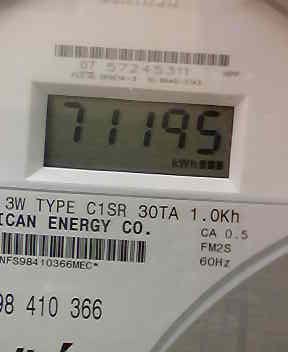 07 57245311
71195
kWh
3W TYPE C1SR 30TA 1.0Kh
ICAN ENERGY CO.
CA 0.5
FM2S
60Hz
NFS98410366MEC*
98 410 366